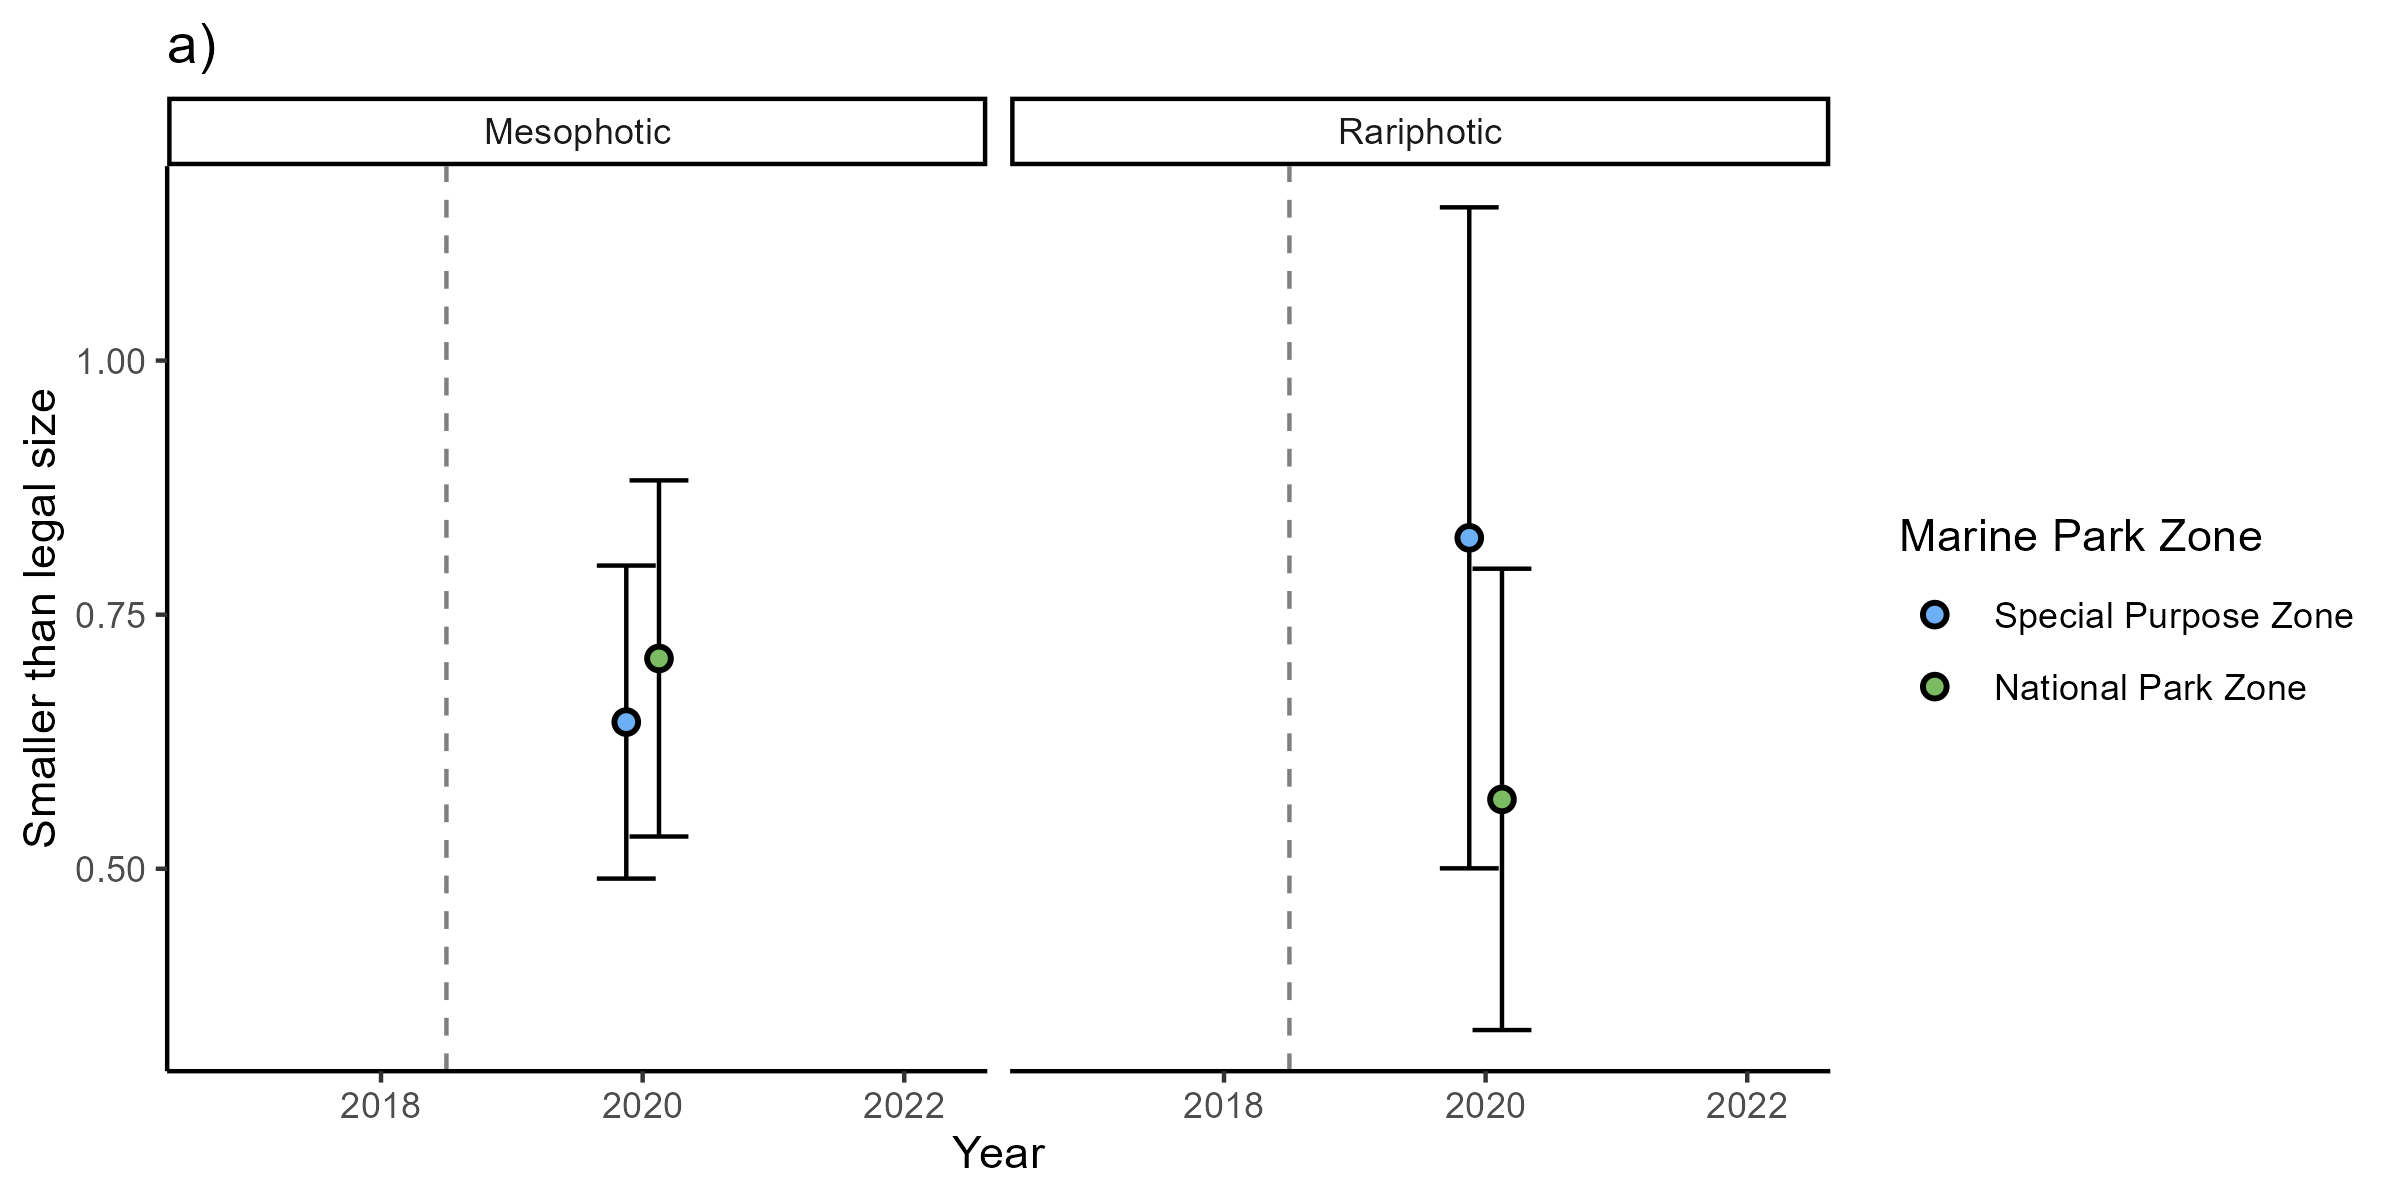 a)
Mesophotic
Rariphotic
1.00
0.75
0.50
Smaller than legal size
2018
2020
2022
2018
2020
2022
Year
Marine Park Zone
Special Purpose Zone
National Park Zone